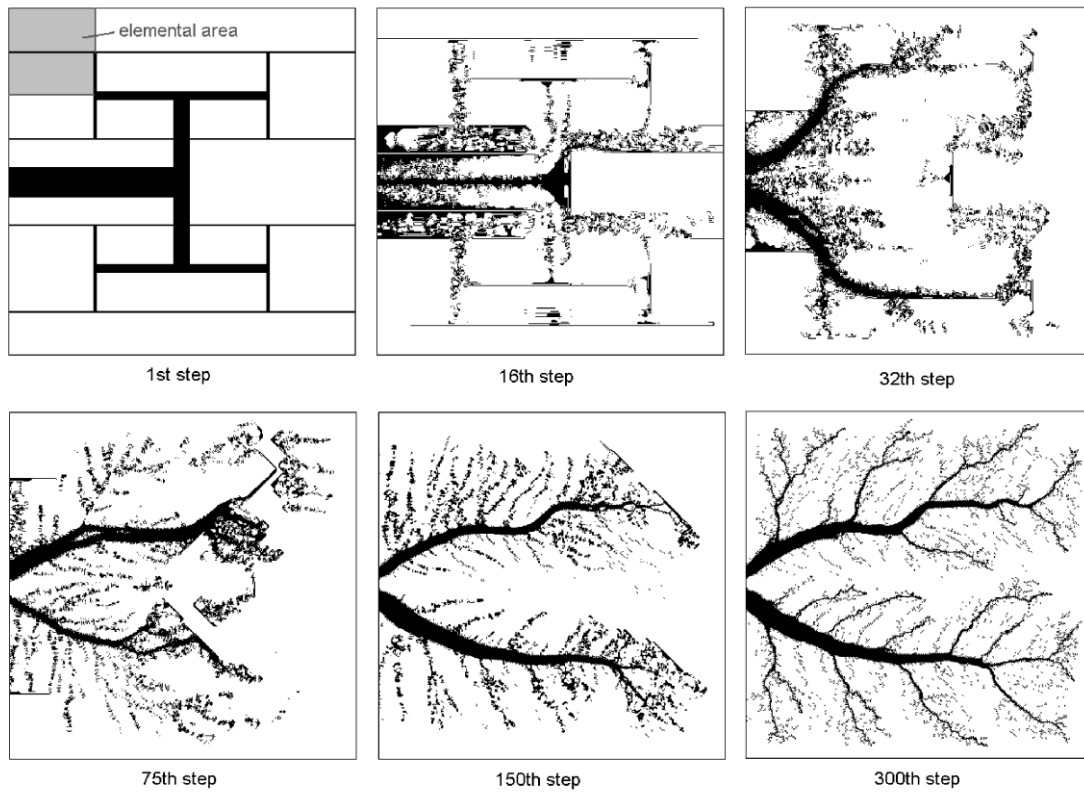 elemental area
1st step
16th step
32th step
75th step
150th step
300th step